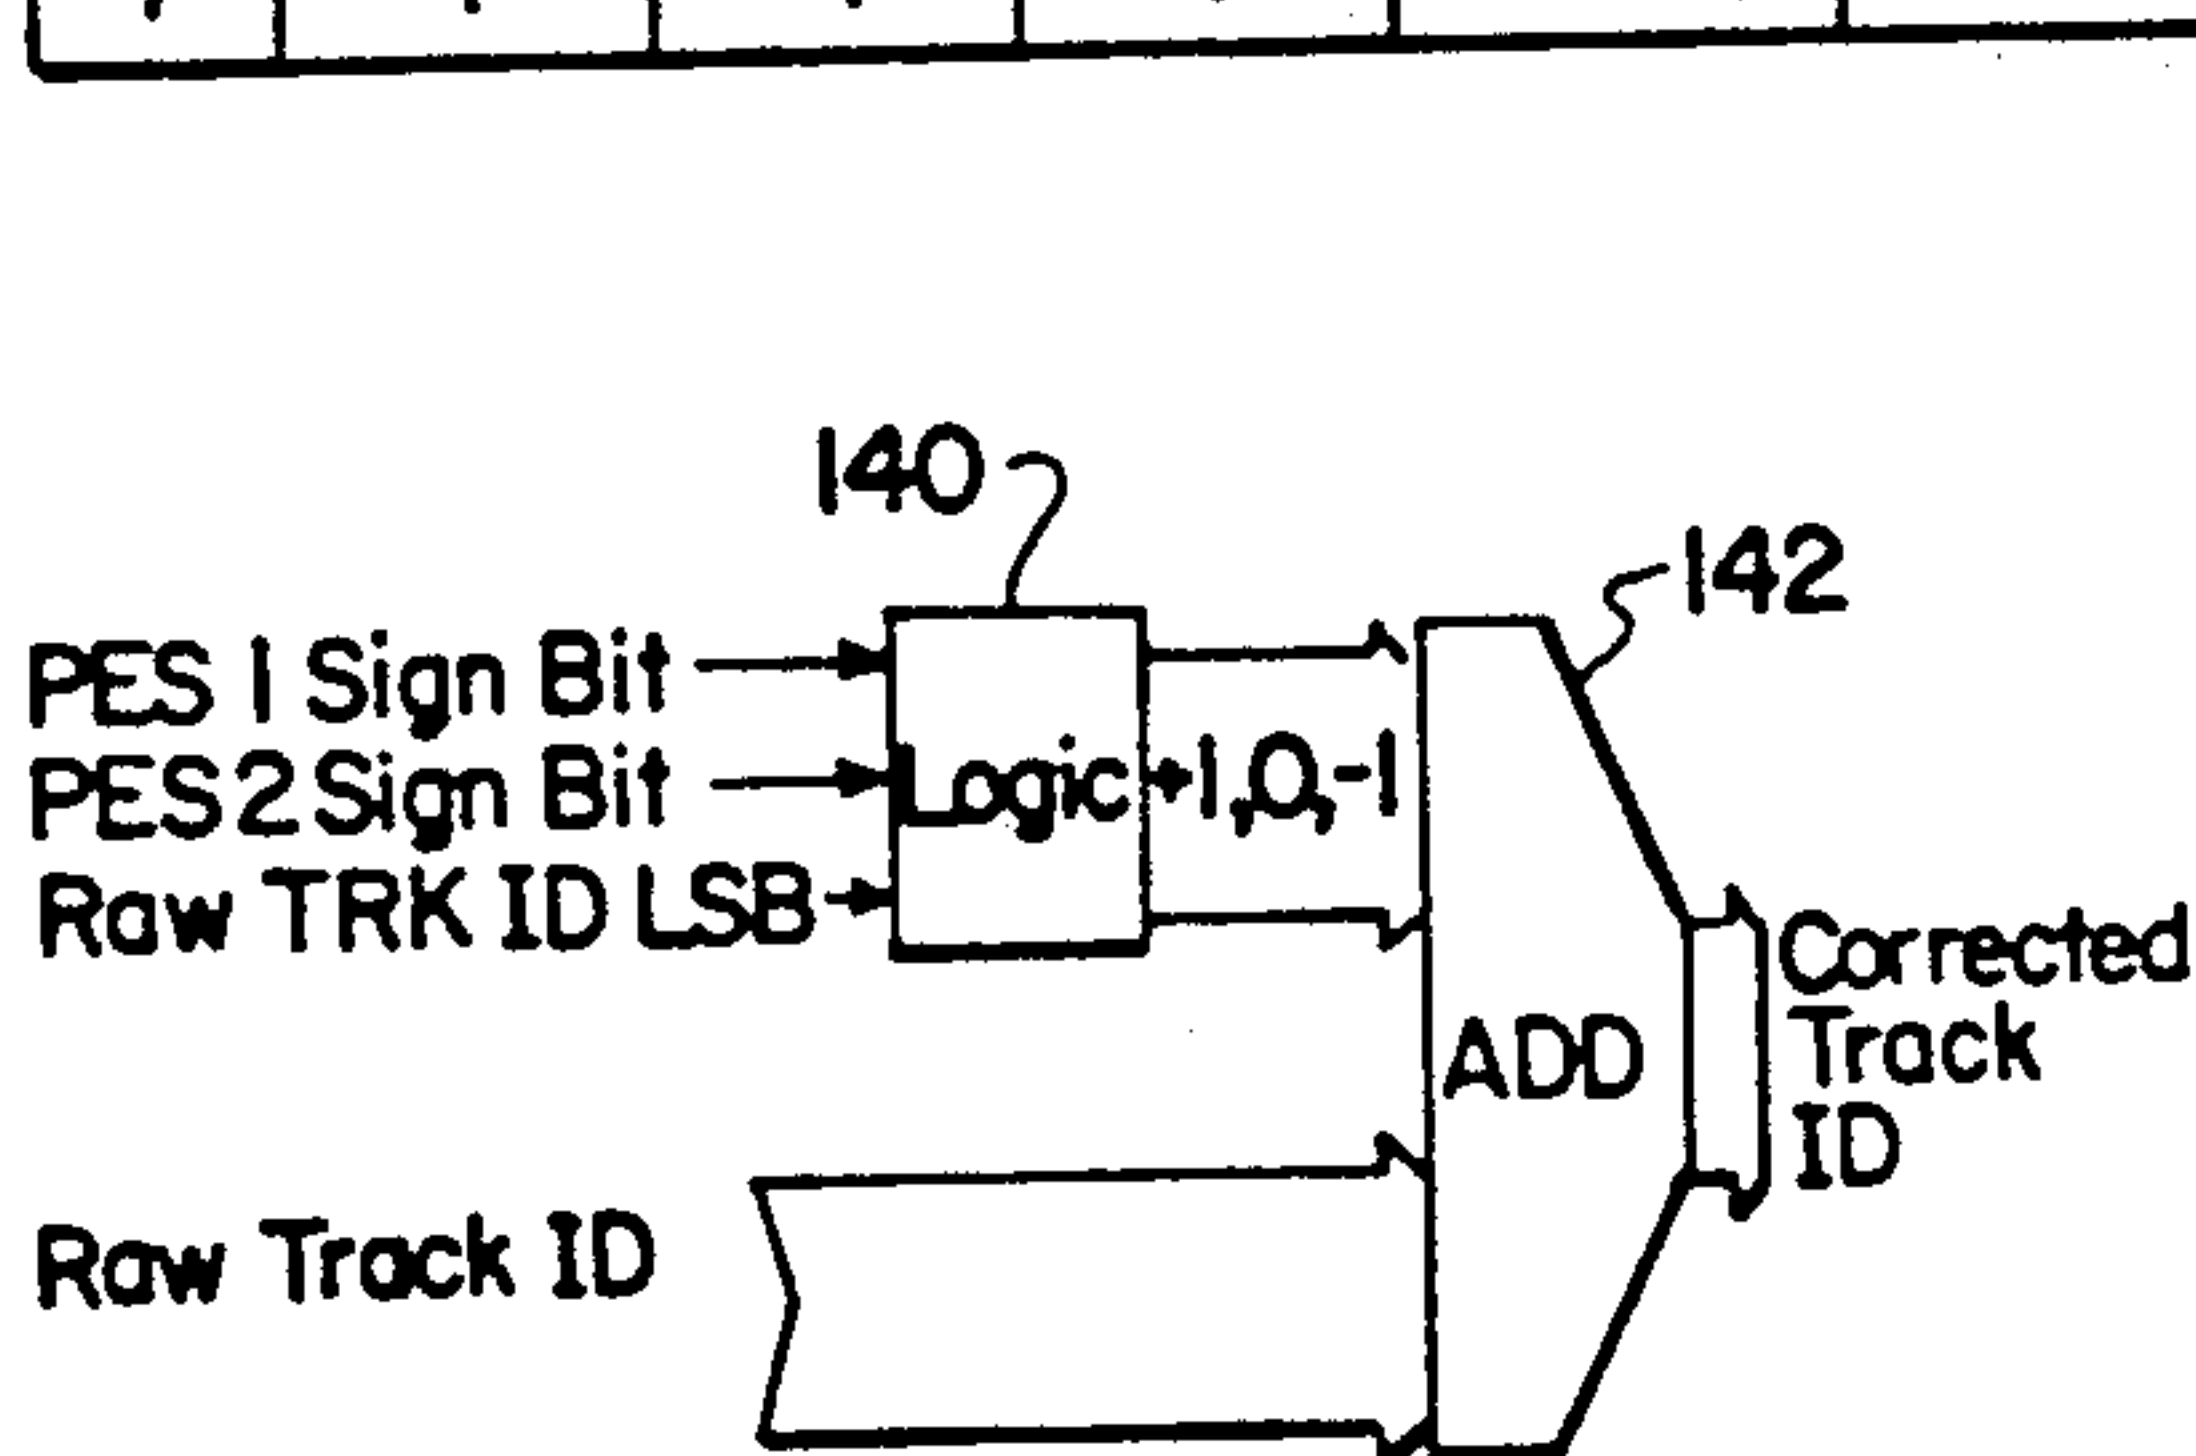 140
142
PES 1 Sign Bit
PES 2 Sign Bit
Raw TRK ID LSB
Logic
+1,0,-1
ADD
Corrected
Track
ID
Raw Track ID